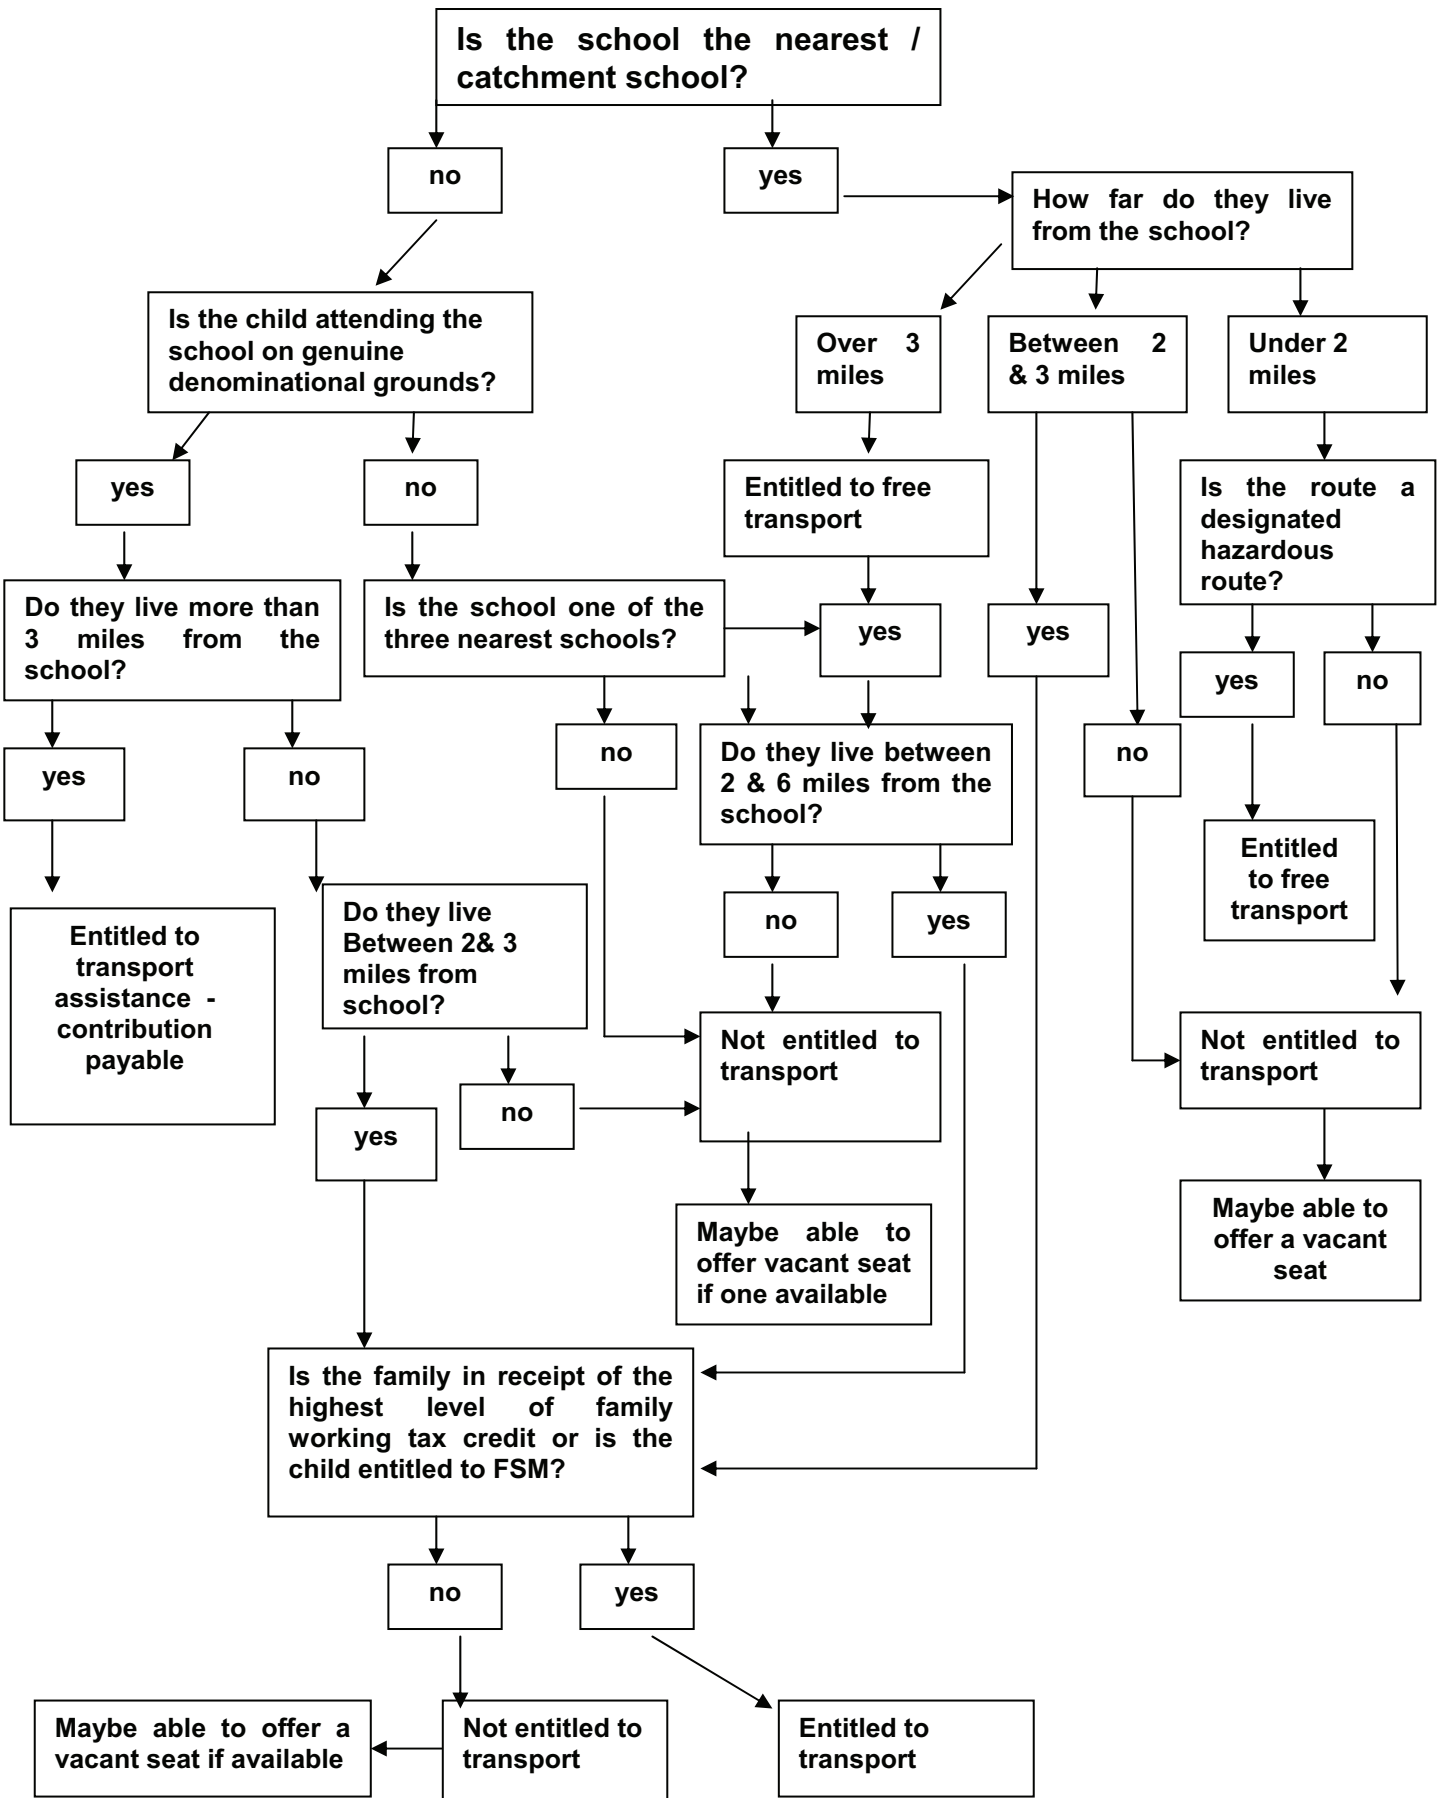 Is the school the nearest /
catchment school?
no
yes
How far do they live
from the school?
Is the child attending the
school on genuine
denominational grounds?
Over 3
miles
Between 2
& 3 miles
Under 2
miles
yes
no
Entitled to free
transport
Is the route a
designated
hazardous
route?
Do they live more than
3 miles from the
school?
Is the school one of the
three nearest schools?
yes
yes
yes
no
yes
no
no
Do they live between
2 & 6 miles from the
school?
no
Entitled
to free
transport
Do they live
Between 2& 3
miles from
school?
no
yes
Entitled to
transport
assistance -
contribution
payable
Not entitled to
transport
Not entitled to
transport
yes
no
Maybe able to
offer vacant seat
if one available
Maybe able to
offer a vacant
seat
Is the family in receipt of the
highest level of family
working tax credit or is the
child entitled to FSM?
no
yes
Maybe able to offer a
vacant seat if available
Not entitled to
transport
Entitled to
transport